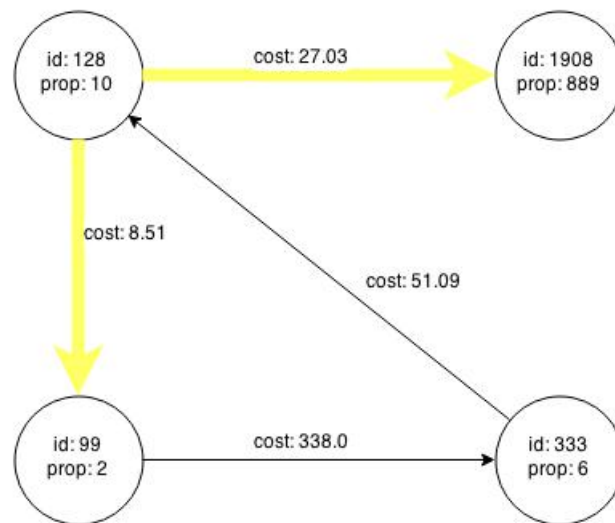 id: 128
prop: 10
cost: 27.03
id: 1908
prop: 889
cost: 8.51
cost: 51.09
id: 99
prop: 2
cost: 338.0
id: 333
prop: 6